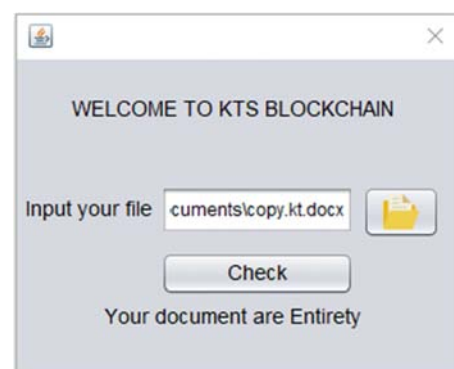 WELCOME TO KTS BLOCKCHAIN
Input your file cuments\copy.kt.docx
Check
Your document are Entirety